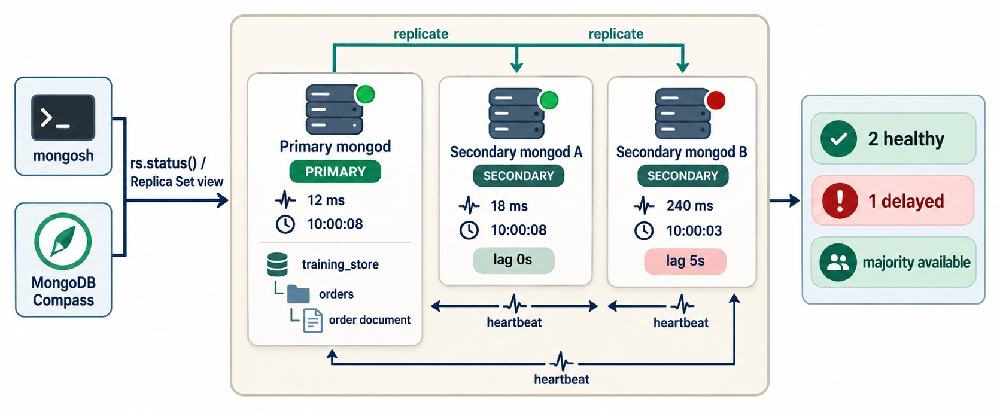 mongosh
MongoDB
Compass
rs.status() /
Replica Set view
replicate
replicate
Primary mongod
PRIMARY
12 ms
10:00:08
training_store
orders
order document
Secondary mongod A
SECONDARY
18 ms
10:00:08
lag 0s
Secondary mongod B
SECONDARY
240 ms
10:00:03
lag 5s
heartbeat
heartbeat
heartbeat
2 healthy
1 delayed
majority available